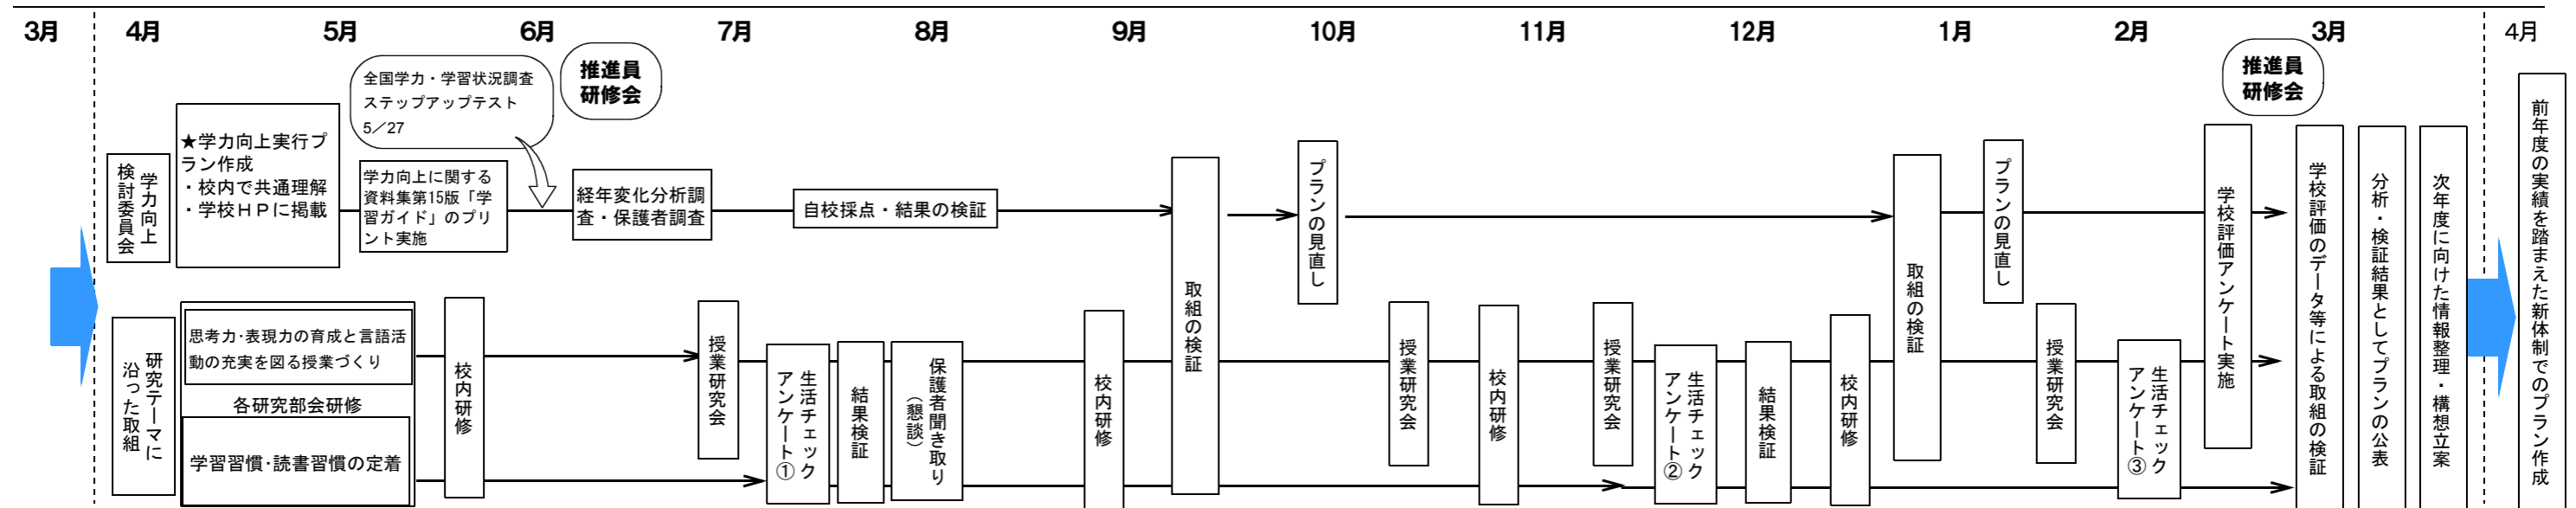 3月
4月
5月
6月
7月
8月
9月
10月
11月
12月
1月
2月
3月
4月
全国学力・学習状況調査
ステップアップテスト
5／27
推進員
研修会
推進員
研修会
学力向上
検討委員会
★学力向上実行プ
ラン作成
・校内で共通理解
・学校ＨＰに掲載
学力向上に関する
資料集第15版「学
習ガイド」のプリ
ント実施
経年変化分析調
査・保護者調査
自校採点・結果の検証
取組の検証
プランの見直し
取組の検証
プランの見直し
学校評価アンケート実施
学校評価のデータ等による取組の検証
分析・検証結果としてプランの公表
次年度に向けた情報整理・構想立案
前年度の実績を踏まえた新体制でのプラン作成
研究テーマに
沿った取組
思考力･表現力の育成と言語活
動の充実を図る授業づくり
各研究部会研修
学習習慣･読書習慣の定着
校内研修
授業研究会
生活チェック
アンケート①
結果検証
保護者聞き取り
（懇談）
校内研修
授業研究会
校内研修
授業研究会
生活チェック
アンケート②
結果検証
校内研修
授業研究会
生活チェック
アンケート③